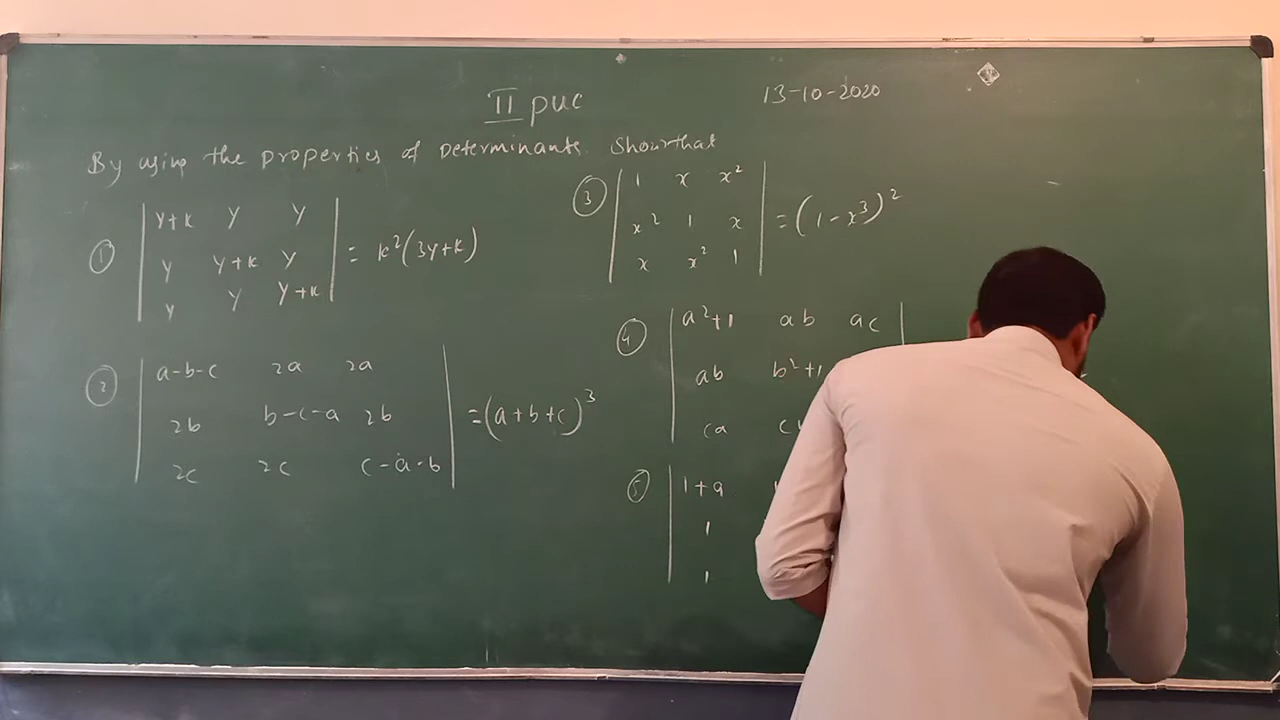 II puc
13-10-2020
By using the properties of Determinants. Show that
① | y+k y y |
| y y+k y | = k²(3y+k)
| y y y+k |
② | a-b-c 2a 2a |
| 2b b-c-a 2b | =(a+b+c)³
| 2c 2c c-a-b |
③ | 1 x x² |
| x² 1 x | =(1-x³)²
| x x² 1 |
④ | a²+1 ab ac |
| ab b²+1
| ca
⑤ | 1+a
| 1
| 1